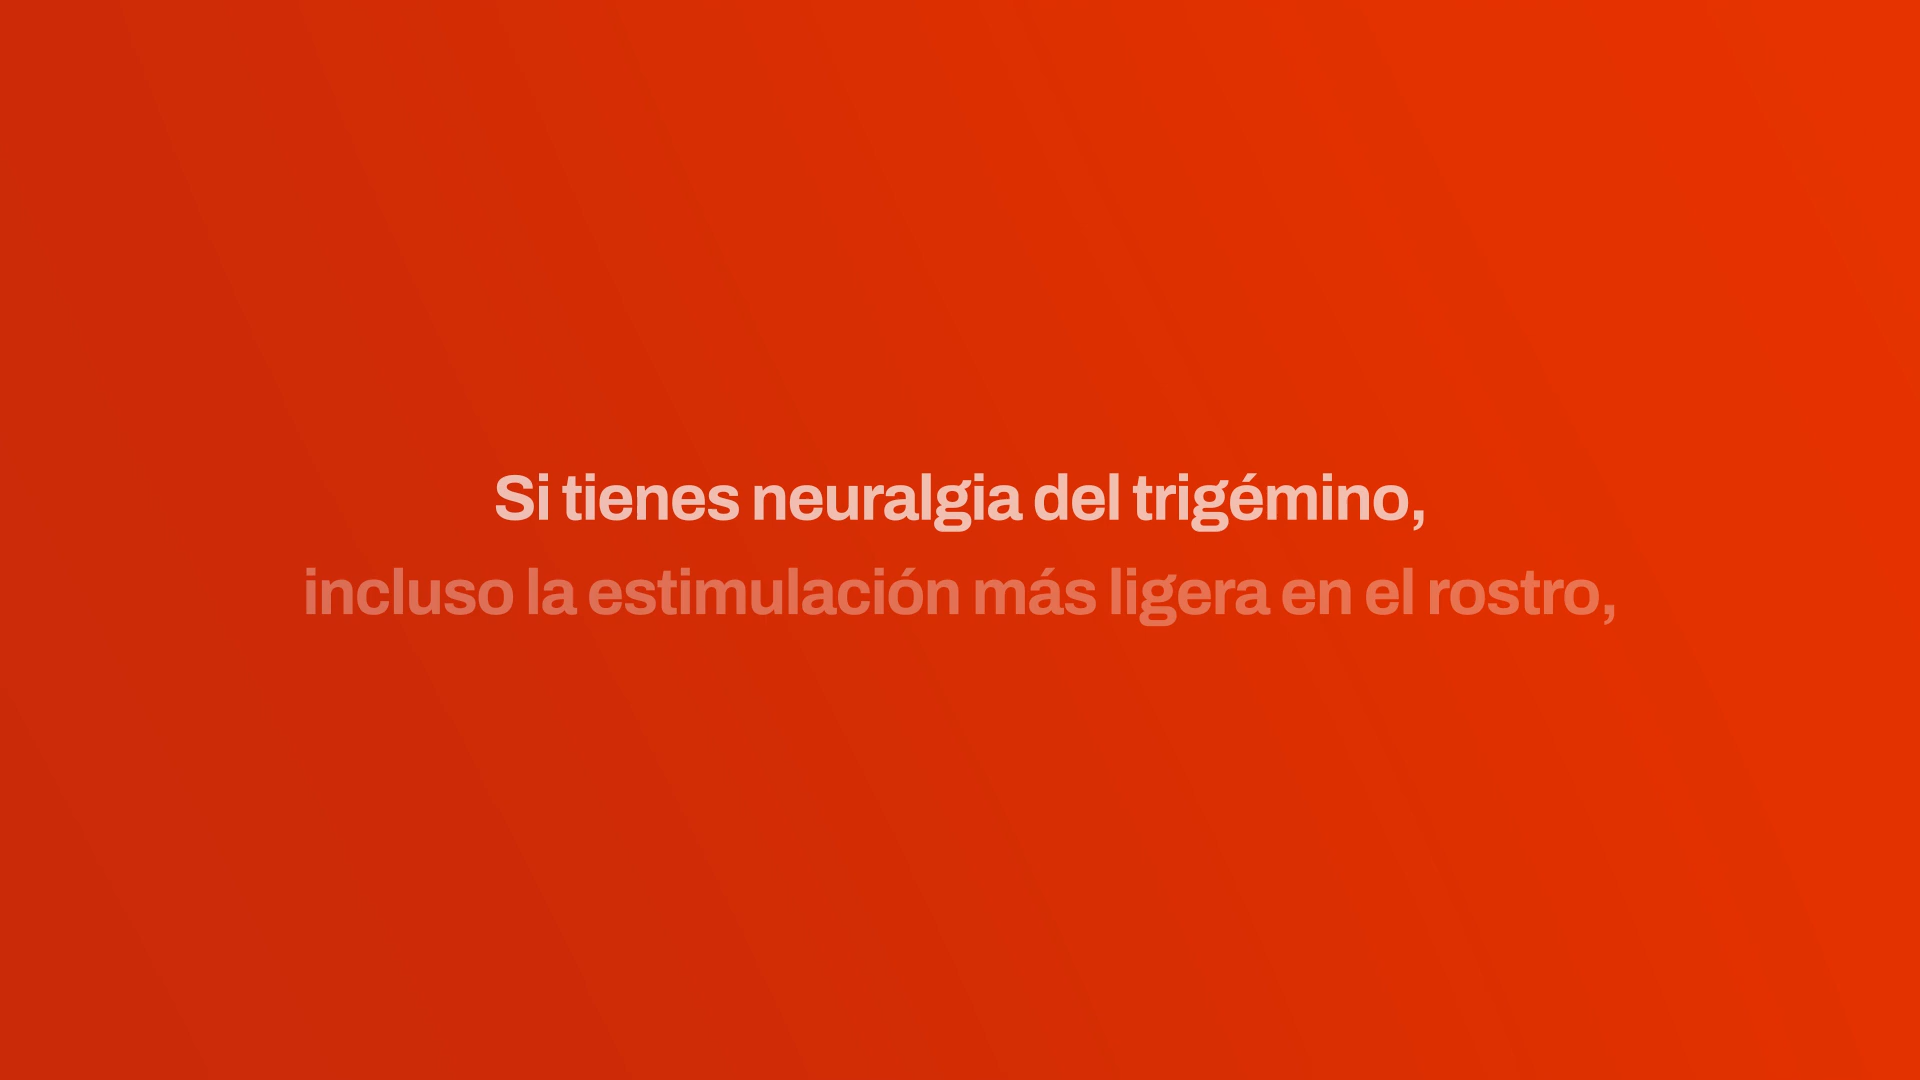 Si tienes neuralgia del trigémino,
incluso la estimulación más ligera en el rostro,